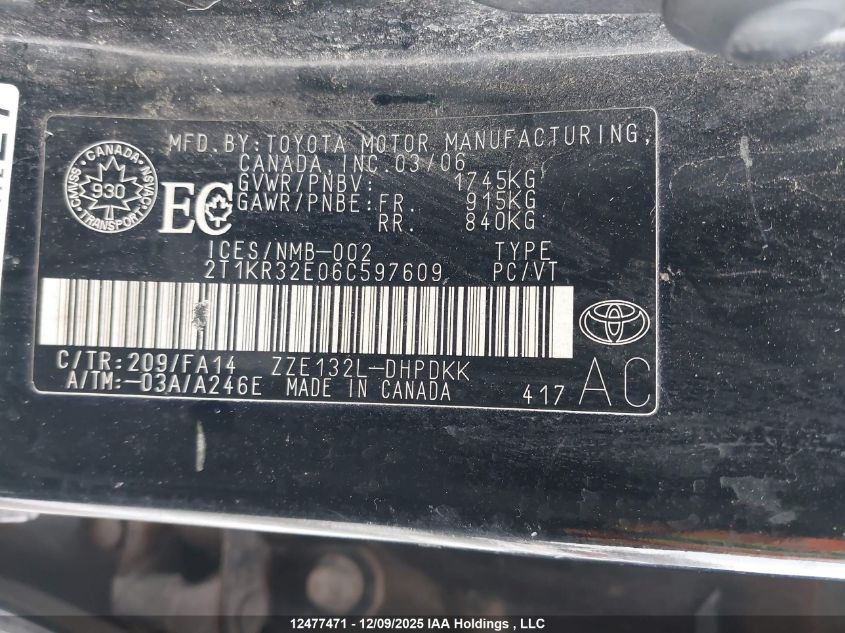 MFD.BY:TOYOTA MOTOR MANUFACTURING,
CANADA, INC.03/06
GVWR/PNBV: 1745KG
GAWR/PNBE:FR. 915KG
RR. 840KG
CANADA
930
TRANSPORT
CMVSS
NSVAC
EC
ICES/NMB-002 TYPE
2T1KR32E06C597609 PC/VT
C/TR:209/FA14 ZZE132L-DHPDKK
A/TM:-03A/A246E MADE IN CANADA 417 AC
12477471 - 12/09/2025 IAA Holdings , LLC